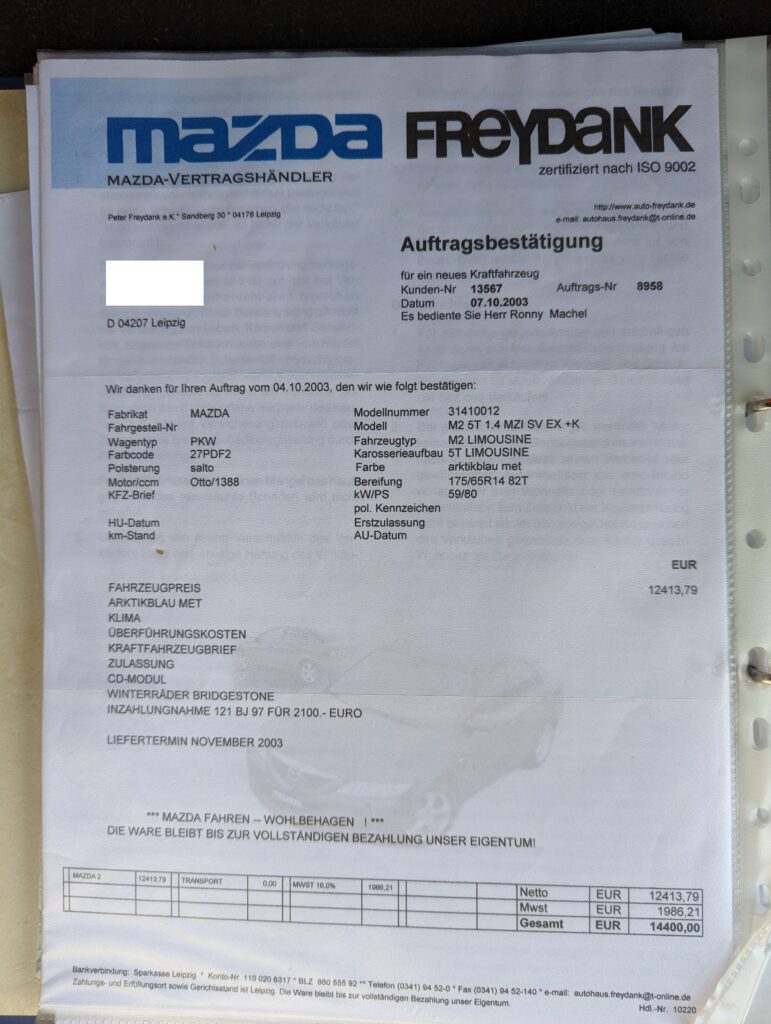 mazda FREYDANK
MAZDA-VERTRAGSHÄNDLER
zertifiziert nach ISO 9002
Peter Freydank e.K.* Sandberg 30 * 04178 Leipzig
http://www.auto-freydank.de
e-mail: autohaus.freydank@t-online.de
Auftragsbestätigung
für ein neues Kraftfahrzeug
Kunden-Nr 13567 Auftrags-Nr 8958
Datum 07.10.2003
Es bediente Sie Herr Ronny Machel
D 04207 Leipzig
Wir danken für Ihren Auftrag vom 04.10.2003, den wir wie folgt bestätigen:
Fabrikat MAZDA Modellnummer 31410012
Fahrgestell-Nr Modell M2 5T 1.4 MZI SV EX +K
Wagentyp PKW Fahrzeugtyp M2 LIMOUSINE
Farbcode 27PDF2 Karosserieaufbau 5T LIMOUSINE
Polsterung salto Farbe arktikblau met
Motor/ccm Otto/1388 Bereifung 175/65R14 82T
KFZ-Brief kW/PS 59/80
pol. Kennzeichen
HU-Datum Erstzulassung
km-Stand AU-Datum
EUR
FAHRZEUGPREIS 12413,79
ARKTIKBLAU MET
KLIMA
ÜBERFÜHRUNGSKOSTEN
KRAFTFAHRZEUGBRIEF
ZULASSUNG
CD-MODUL
WINTERRÄDER BRIDGESTONE
INZAHLUNGNAHME 121 BJ 97 FÜR 2100.- EURO
LIEFERTERMIN NOVEMBER 2003
*** MAZDA FAHREN -- WOHLBEHAGEN ! ***
DIE WARE BLEIBT BIS ZUR VOLLSTÄNDIGEN BEZAHLUNG UNSER EIGENTUM!
MAZDA 2 12413,79 TRANSPORT 0,00 MWST 16,0% 1986,21
Netto EUR 12413,79
Mwst EUR 1986,21
Gesamt EUR 14400,00
Bankverbindung: Sparkasse Leipzig * Konto-Nr. 110 020 6317 * BLZ 860 555 92 ** Telefon (0341) 94 52-0 * Fax (0341) 94 52-140 * e-mail: autohaus.freydank@t-online.de
Zahlungs- und Erfüllungsort sowie Gerichtsstand ist Leipzig. Die Ware bleibt bis zur vollständigen Bezahlung unser Eigentum.
Hdl.-Nr. 10220